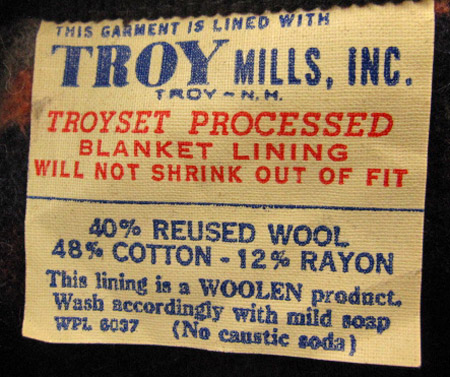 THIS GARMENT IS LINED WITH
TROY MILLS, INC.
TROY ~ N.H.
TROYSET PROCESSED
BLANKET LINING
WILL NOT SHRINK OUT OF FIT
40% REUSED WOOL
48% COTTON - 12% RAYON
This lining is a WOOLEN product.
Wash accordingly with mild soap
WPL 6037 (No caustic soda)